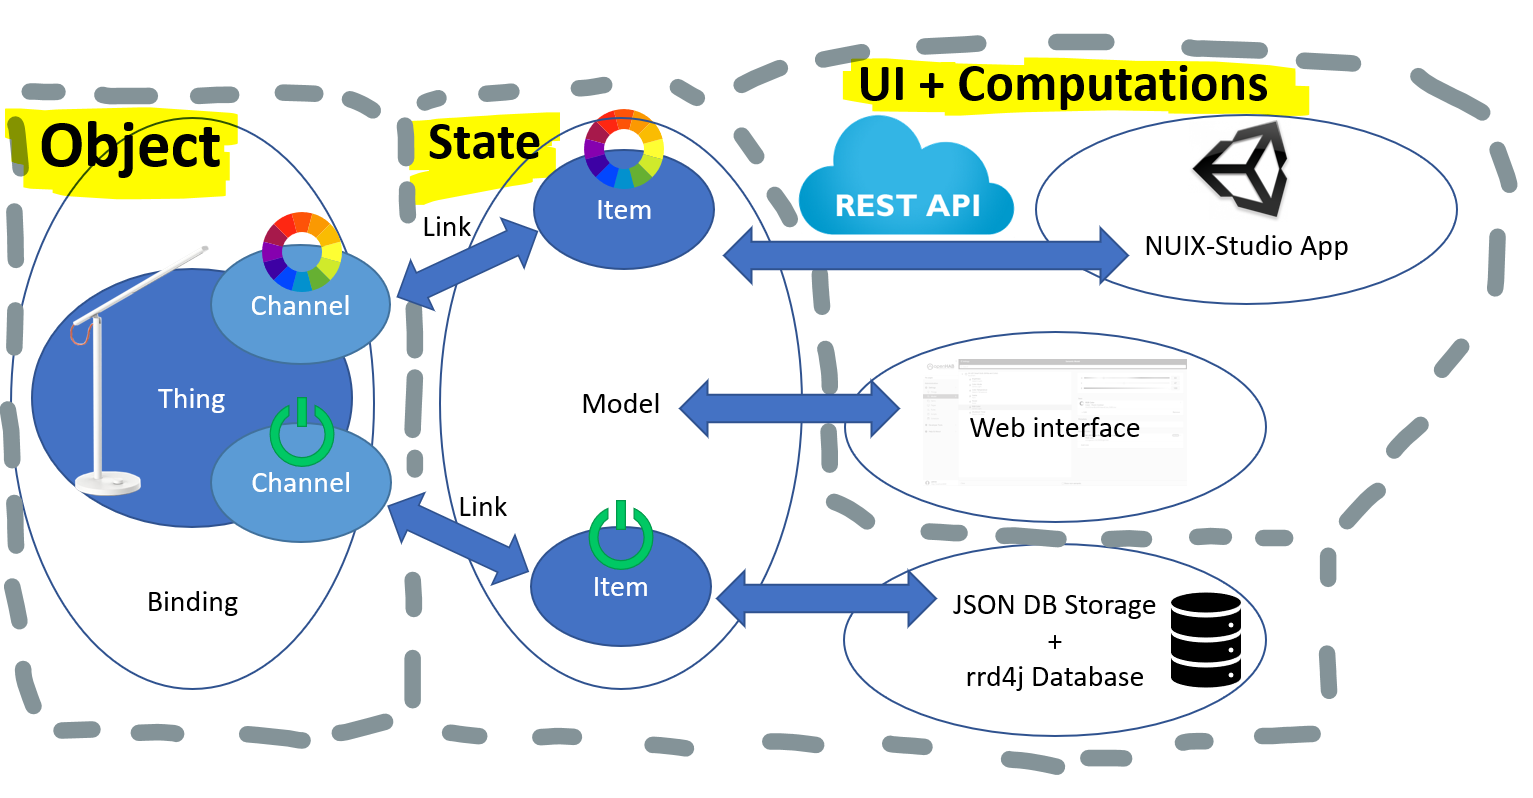 Object
State
UI + Computations
REST API
NUIX-Studio App
Link
Item
Channel
Thing
Channel
Binding
Model
Web interface
Link
Item
JSON DB Storage
+
rrd4j Database